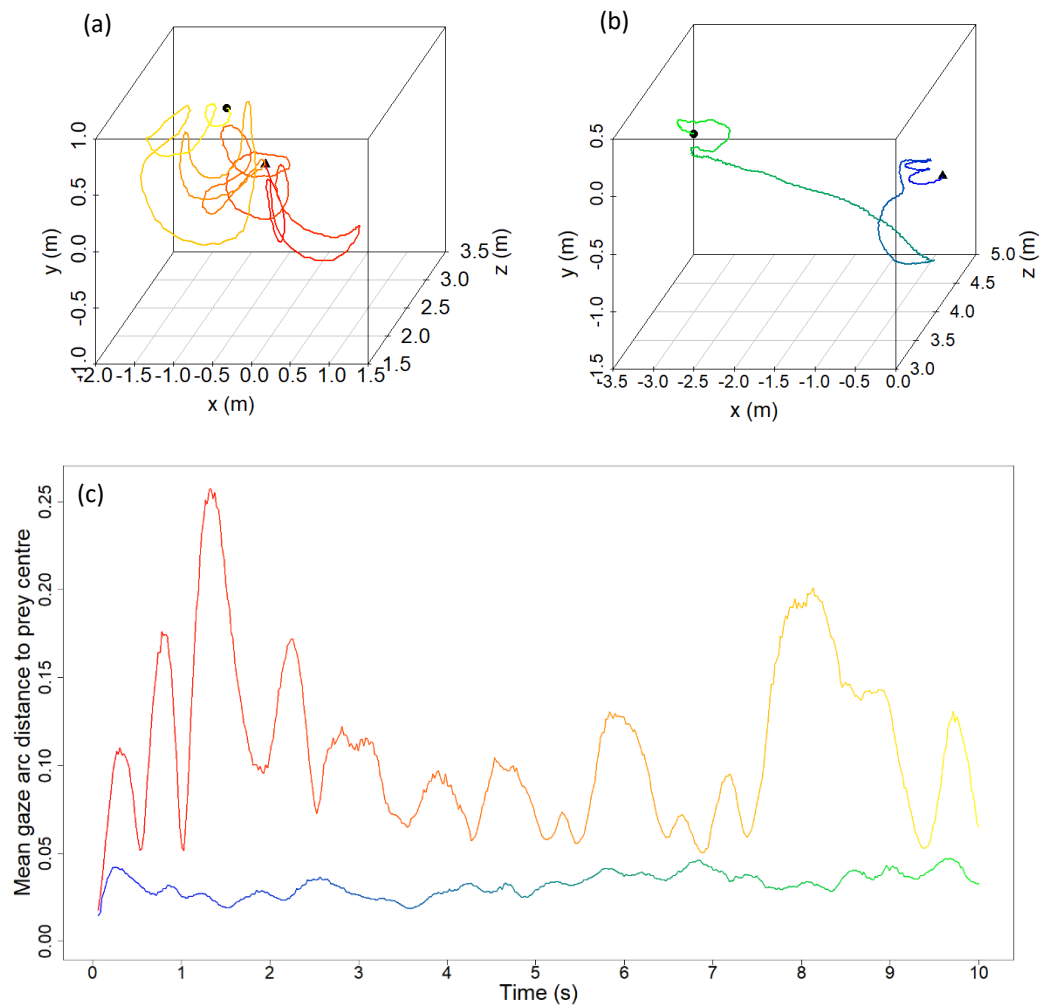 (a)
1.0
0.5
0.0
-0.5
-1.0
y (m)
-2.0 -1.5 -1.0 -0.5 0.0 0.5 1.0 1.5
x (m)
1.5
2.0
2.5
3.0
3.5
z (m)
(b)
0.5
0.0
-0.5
-1.0
-1.5
y (m)
-3.5 -3.0 -2.5 -2.0 -1.5 -1.0 -0.5 0.0
x (m)
3.0
3.5
4.0
4.5
5.0
z (m)
(c)
0.25
0.20
0.15
0.10
0.05
0.00
Mean gaze arc distance to prey centre
0 1 2 3 4 5 6 7 8 9 10
Time (s)